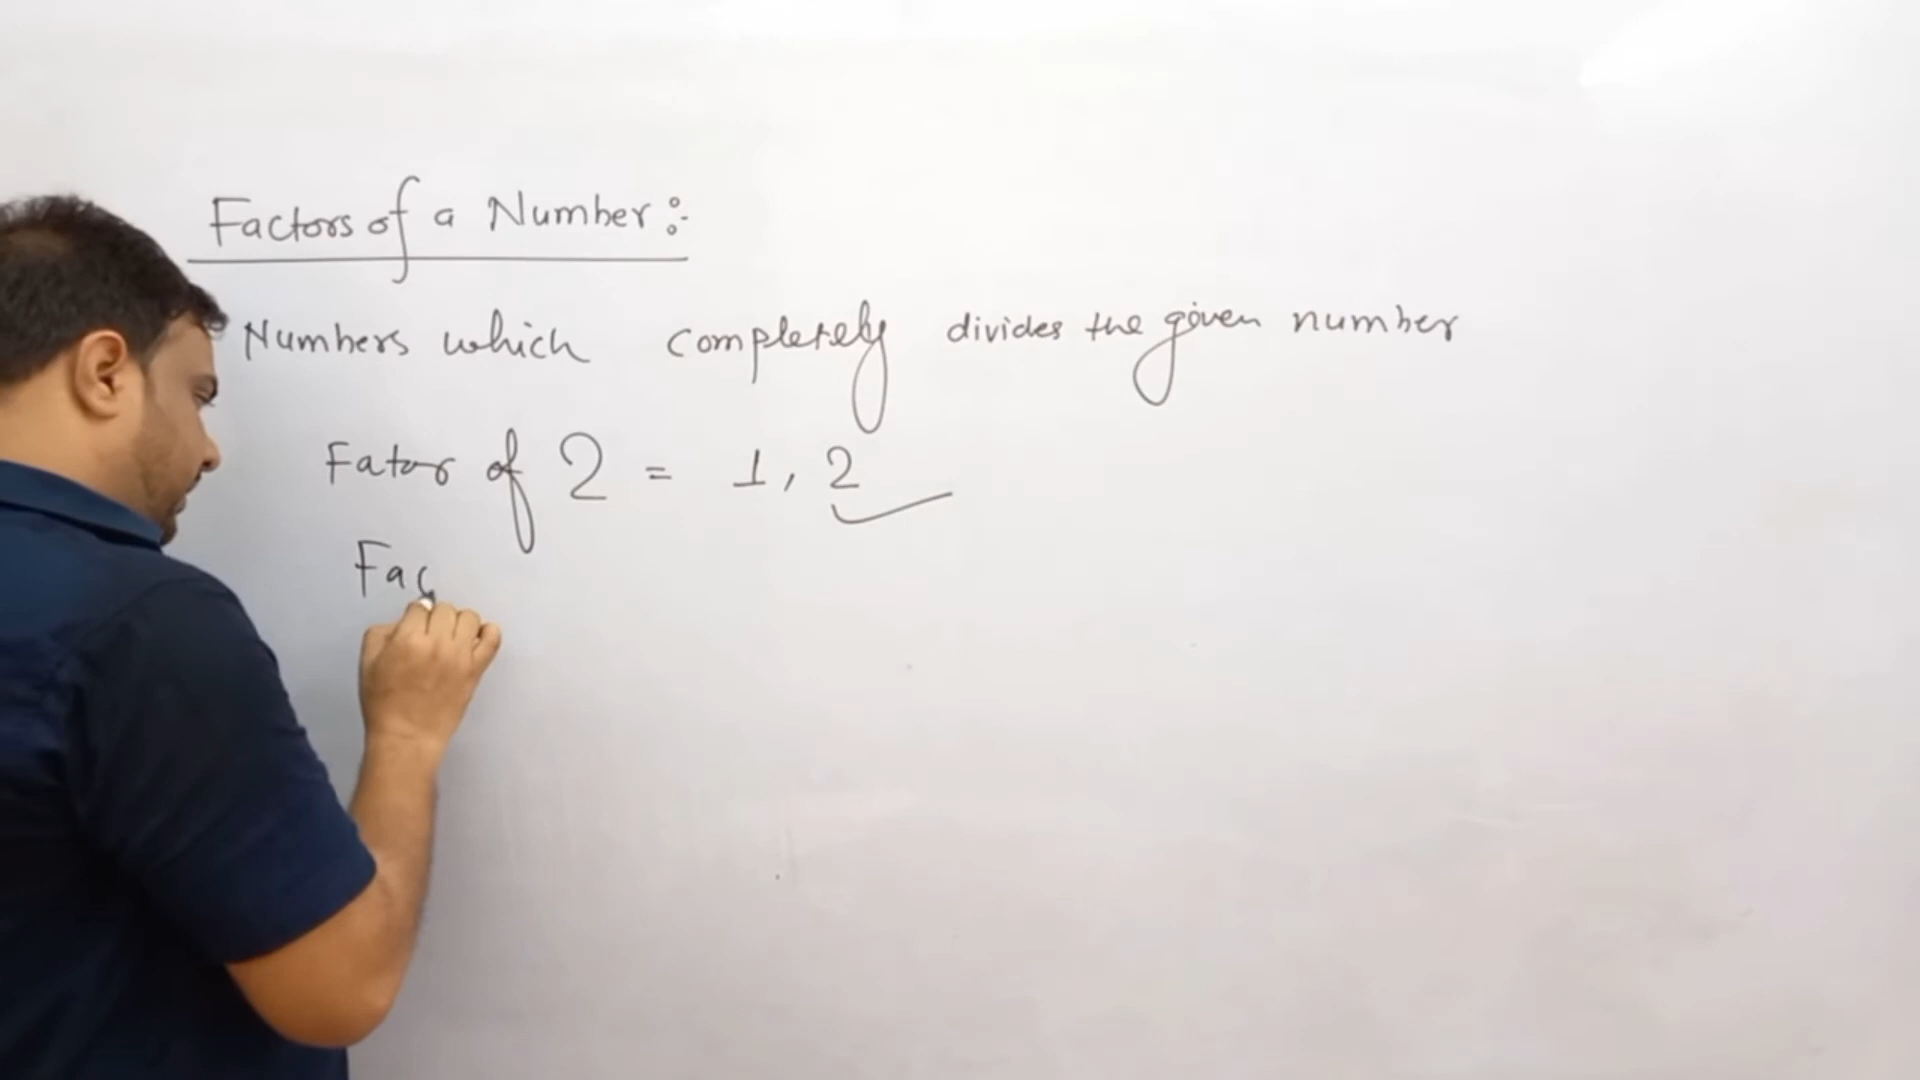 Factors of a Number :-
Numbers which completely divides the given number
Fator of 2 = 1, 2
Fac